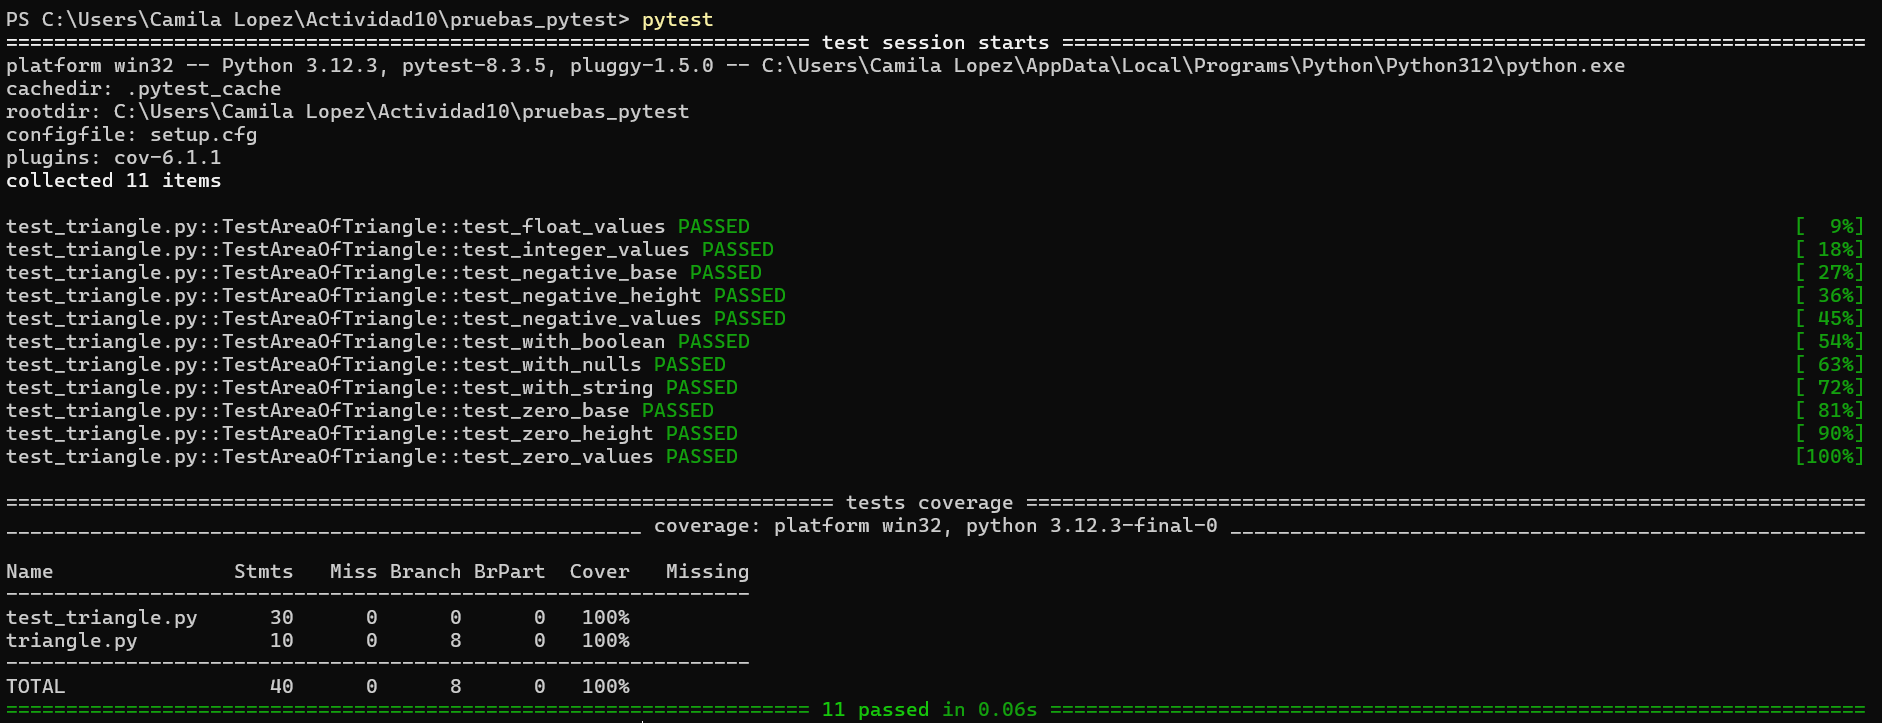 PS C:\Users\Camila Lopez\Actividad10\pruebas_pytest> pytest
=================================================================== test session starts ===================================================================
platform win32 -- Python 3.12.3, pytest-8.3.5, pluggy-1.5.0 -- C:\Users\Camila Lopez\AppData\Local\Programs\Python\Python312\python.exe
cachedir: .pytest_cache
rootdir: C:\Users\Camila Lopez\Actividad10\pruebas_pytest
configfile: setup.cfg
plugins: cov-6.1.1
collected 11 items

test_triangle.py::TestAreaOfTriangle::test_float_values PASSED [  9%]
test_triangle.py::TestAreaOfTriangle::test_integer_values PASSED [ 18%]
test_triangle.py::TestAreaOfTriangle::test_negative_base PASSED [ 27%]
test_triangle.py::TestAreaOfTriangle::test_negative_height PASSED [ 36%]
test_triangle.py::TestAreaOfTriangle::test_negative_values PASSED [ 45%]
test_triangle.py::TestAreaOfTriangle::test_with_boolean PASSED [ 54%]
test_triangle.py::TestAreaOfTriangle::test_with_nulls PASSED [ 63%]
test_triangle.py::TestAreaOfTriangle::test_with_string PASSED [ 72%]
test_triangle.py::TestAreaOfTriangle::test_zero_base PASSED [ 81%]
test_triangle.py::TestAreaOfTriangle::test_zero_height PASSED [ 90%]
test_triangle.py::TestAreaOfTriangle::test_zero_values PASSED [100%]

===================================================================== tests coverage ======================================================================
_____________________________________________________ coverage: platform win32, python 3.12.3-final-0 _____________________________________________________

Name               Stmts   Miss Branch BrPart  Cover   Missing
--------------------------------------------------------------
test_triangle.py      30      0      0      0   100%
triangle.py           10      0      8      0   100%
--------------------------------------------------------------
TOTAL                 40      0      8      0   100%
=================================================================== 11 passed in 0.06s ====================================================================